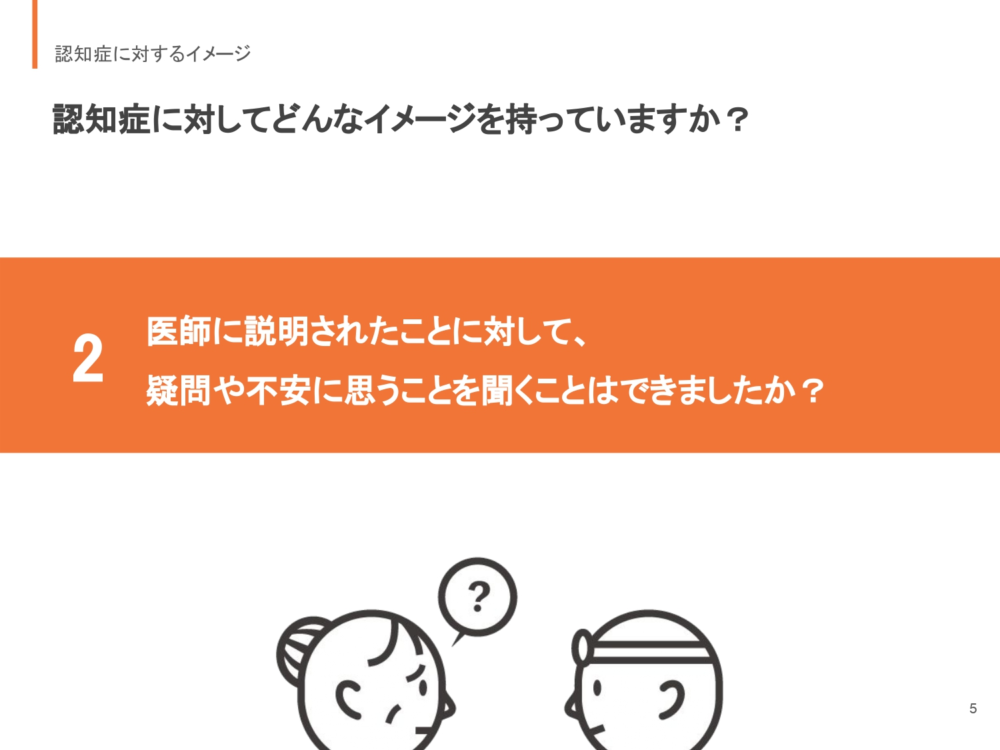 認知症に対するイメージ
認知症に対してどんなイメージを持っていますか？
2
医師に説明されたことに対して、
疑問や不安に思うことを聞くことはできましたか？
?
5